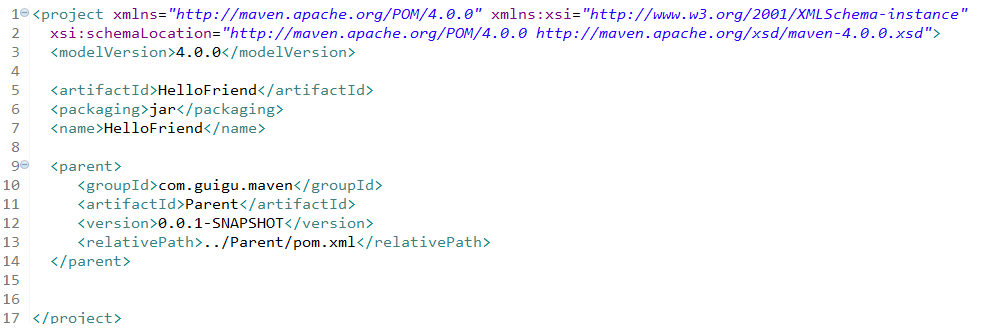 1 <project xmlns="http://maven.apache.org/POM/4.0.0" xmlns:xsi="http://www.w3.org/2001/XMLSchema-instance"
2 xsi:schemaLocation="http://maven.apache.org/POM/4.0.0 http://maven.apache.org/xsd/maven-4.0.0.xsd">
3 <modelVersion>4.0.0</modelVersion>
4
5 <artifactId>HelloFriend</artifactId>
6 <packaging>jar</packaging>
7 <name>HelloFriend</name>
8
9 <parent>
10 <groupId>com.guigu.maven</groupId>
11 <artifactId>Parent</artifactId>
12 <version>0.0.1-SNAPSHOT</version>
13 <relativePath>../Parent/pom.xml</relativePath>
14 </parent>
15
16
17 </project>